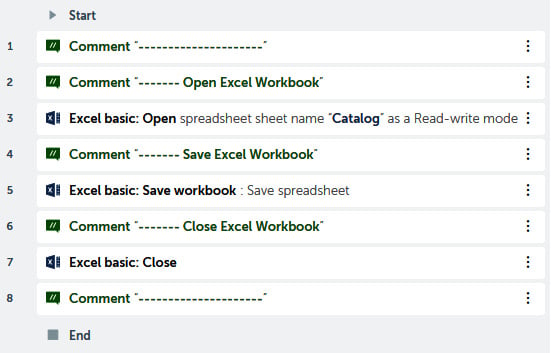 Start
1 Comment "---------------------"
2 Comment "------- Open Excel Workbook"
3 Excel basic: Open spreadsheet sheet name "Catalog" as a Read-write mode
4 Comment "------- Save Excel Workbook"
5 Excel basic: Save workbook : Save spreadsheet
6 Comment "------- Close Excel Workbook"
7 Excel basic: Close
8 Comment "---------------------"
End